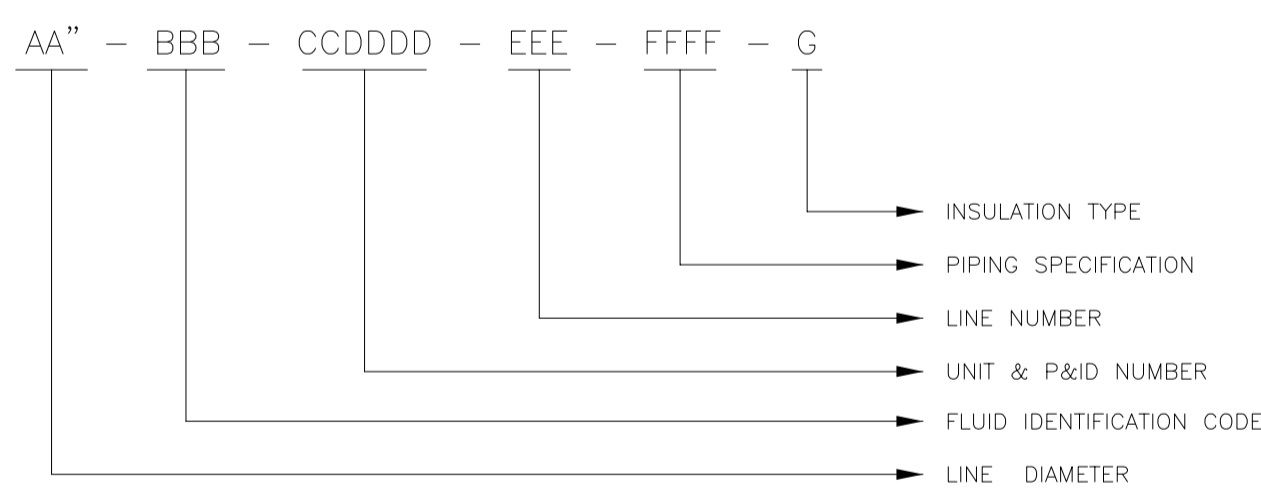 AA” – BBB – CCDDDD – EEE – FFFF – G
INSULATION TYPE
PIPING SPECIFICATION
LINE NUMBER
UNIT & P&ID NUMBER
FLUID IDENTIFICATION CODE
LINE DIAMETER